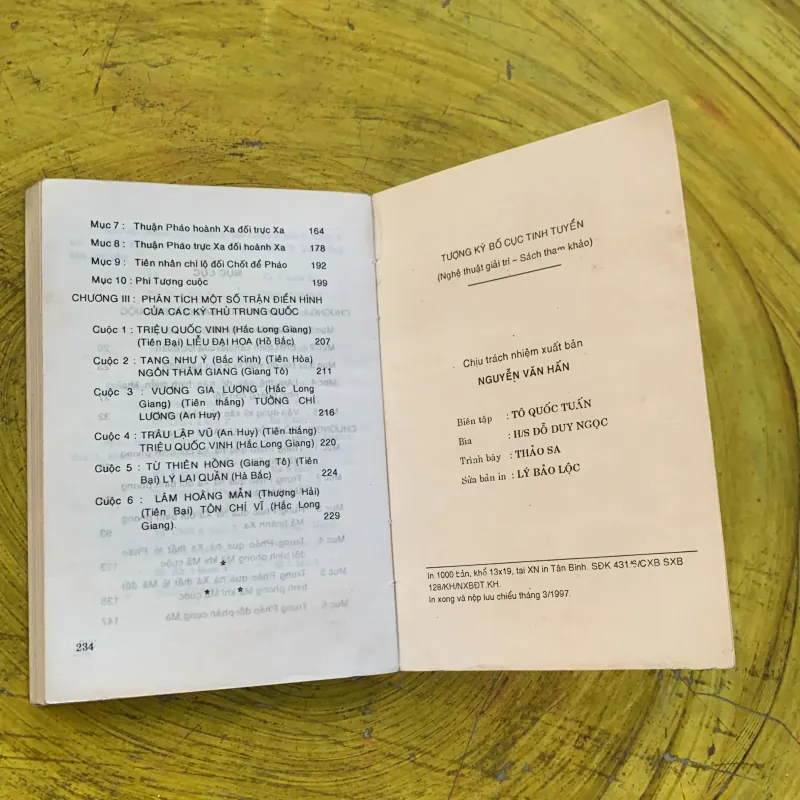 Mục 7 : Thuận Pháo hoành Xa đối trực Xa 164
Mục 8 : Thuận Pháo trực Xa đối hoành Xa 178
Mục 9 : Tiên nhân chỉ lộ đối Chốt để Pháo 192
Mục 10 : Phi Tượng cuộc 199
CHƯƠNG III : PHÂN TÍCH MỘT SỐ TRẬN ĐIỂN HÌNH
CỦA CÁC KỲ THỦ TRUNG QUỐC
Cuộc 1 : TRIỆU QUỐC VINH (Hắc Long Giang)
(Tiên Bại) LIỄU ĐẠI HOA (Hồ Bắc) 207
Cuộc 2 : TANG NHƯ Ý (Bắc Kinh) (Tiên Hòa)
NGÔN THẢM GIANG (Giang Tô) 211
Cuộc 3 : VƯƠNG GIA LƯƠNG (Hắc Long
Giang) (Tiên thắng) TƯỞNG CHÍ
LƯƠNG (An Huy) 216
Cuộc 4 : TRÂU LẬP VŨ (An Huy) (Tiên thắng)
TRIỆU QUỐC VINH (Hắc Long Giang) 220
Cuộc 5 : TỪ THIÊN HỒNG (Giang Tô) (Tiên
Bại) LÝ LAI QUẦN (Hà Bắc) 224
Cuộc 6 : LÂM HOẰNG MẪN (Thượng Hải)
(Tiên Bại) TÔN CHÍ VĨ (Hắc Long
Giang) 229
*
* *
234
TƯỢNG KỲ BỐ CỤC TINH TUYỂN
(Nghệ thuật giải trí – Sách tham khảo)
Chịu trách nhiệm xuất bản
NGUYỄN VĂN HẤN
Biên tập : TÔ QUỐC TUẤN
Bìa : H/S ĐỖ DUY NGỌC
Trình bày : THẢO SA
Sửa bản in : LÝ BẢO LỘC
In 1000 bản, khổ 13x19, tại XN in Tân Bình. SĐK 431 /CXB SXB
128/KH/NXBĐT.KH.
In xong và nộp lưu chiểu tháng 3/1997.